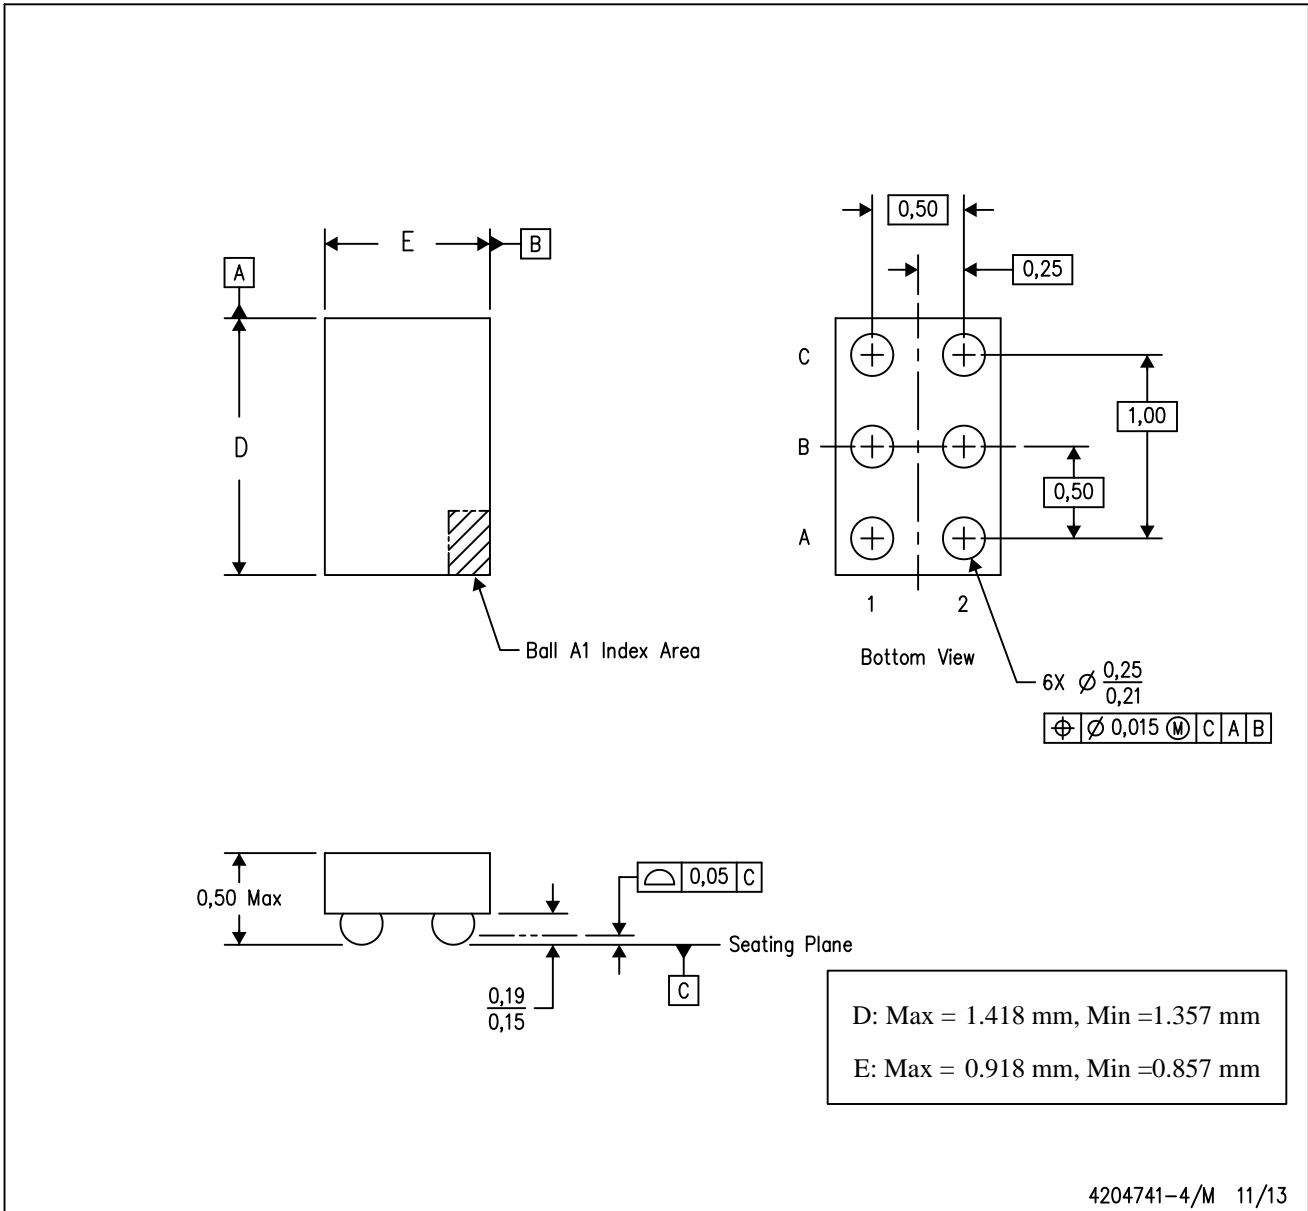 0,50
E
B
0,25
A
C
1,00
D
B
0,50
A
1 2
Ball A1 Index Area
Bottom View
6X Ø 0,25
0,21
⌖ Ø 0,015 Ⓜ C A B
0,50 Max
⌓ 0,05 C
Seating Plane
0,19
0,15
C
D: Max = 1.418 mm, Min =1.357 mm
E: Max = 0.918 mm, Min =0.857 mm
4204741-4/M 11/13